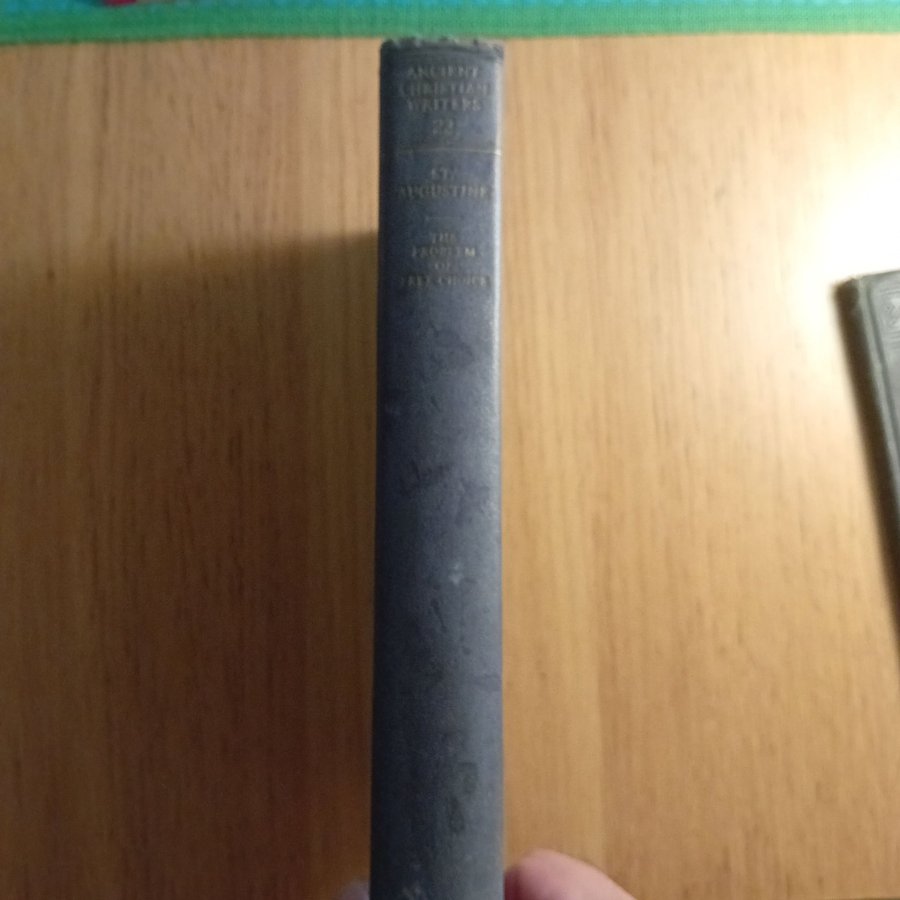 ANCIENT
CHRISTIAN
WRITERS
22
ST.
AUGUSTINE
THE
PROBLEM
OF
FREE CHOICE